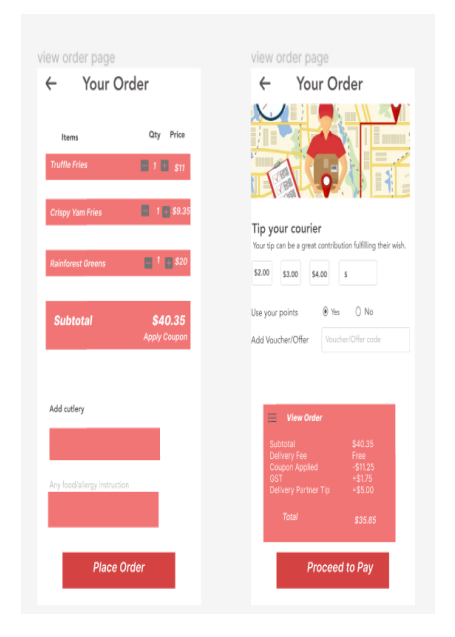 view order page
Your Order
Items Qty Price
Truffle Fries 1 $11
Crispy Yam Fries 1 $9.35
Rainforest Greens 1 $20
Subtotal $40.35
Apply Coupon
Add cutlery
Any food/allergy instruction
Place Order
view order page
Your Order
Tip your courier
Your tip can be a great contribution fulfilling their wish.
$2.00 $3.00 $4.00 $
Use your points Yes No
Add Voucher/Offer Voucher/Offer code
View Order
Subtotal $40.35
Delivery Fee Free
Coupon Applied -$11.25
GST +$1.75
Delivery Partner Tip +$5.00
Total $35.85
Proceed to Pay